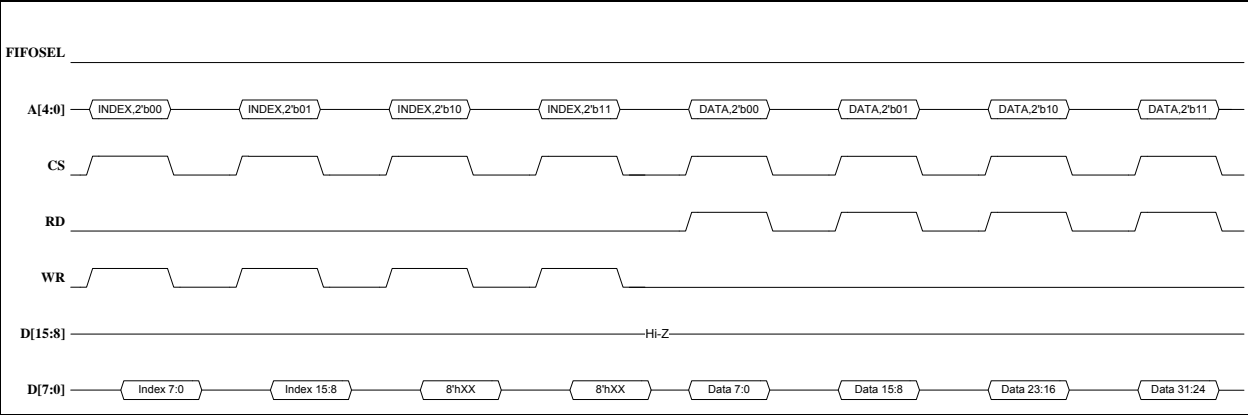 FIFOSEL
A[4:0] INDEX,2'b00 INDEX,2'b01 INDEX,2'b10 INDEX,2'b11 DATA,2'b00 DATA,2'b01 DATA,2'b10 DATA,2'b11
CS
RD
WR
D[15:8] Hi-Z
D[7:0] Index 7:0 Index 15:8 8'hXX 8'hXX Data 7:0 Data 15:8 Data 23:16 Data 31:24